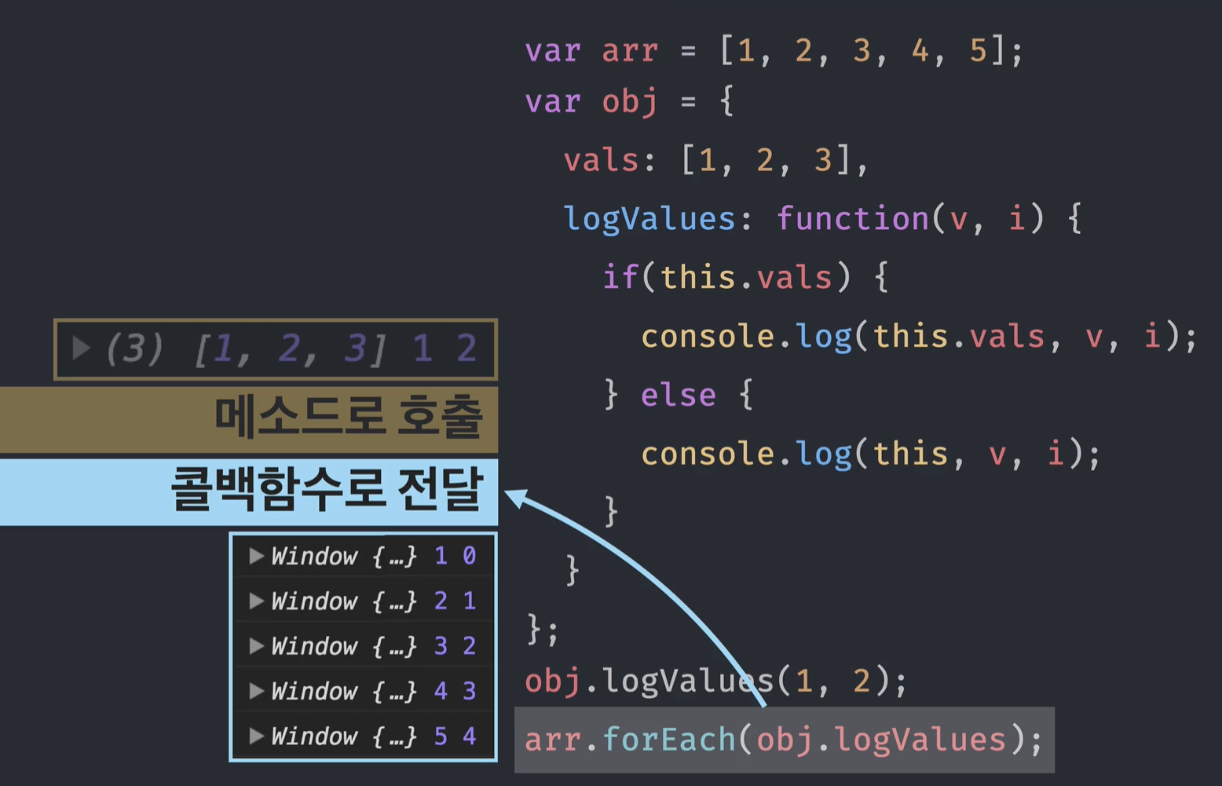 var arr = [1, 2, 3, 4, 5];
var obj = {
vals: [1, 2, 3],
logValues: function(v, i) {
if(this.vals) {
console.log(this.vals, v, i);
} else {
console.log(this, v, i);
}
}
};
obj.logValues(1, 2);
arr.forEach(obj.logValues);
▶ (3) [1, 2, 3] 1 2
메소드로 호출
콜백함수로 전달
▶ Window {…} 1 0
▶ Window {…} 2 1
▶ Window {…} 3 2
▶ Window {…} 4 3
▶ Window {…} 5 4